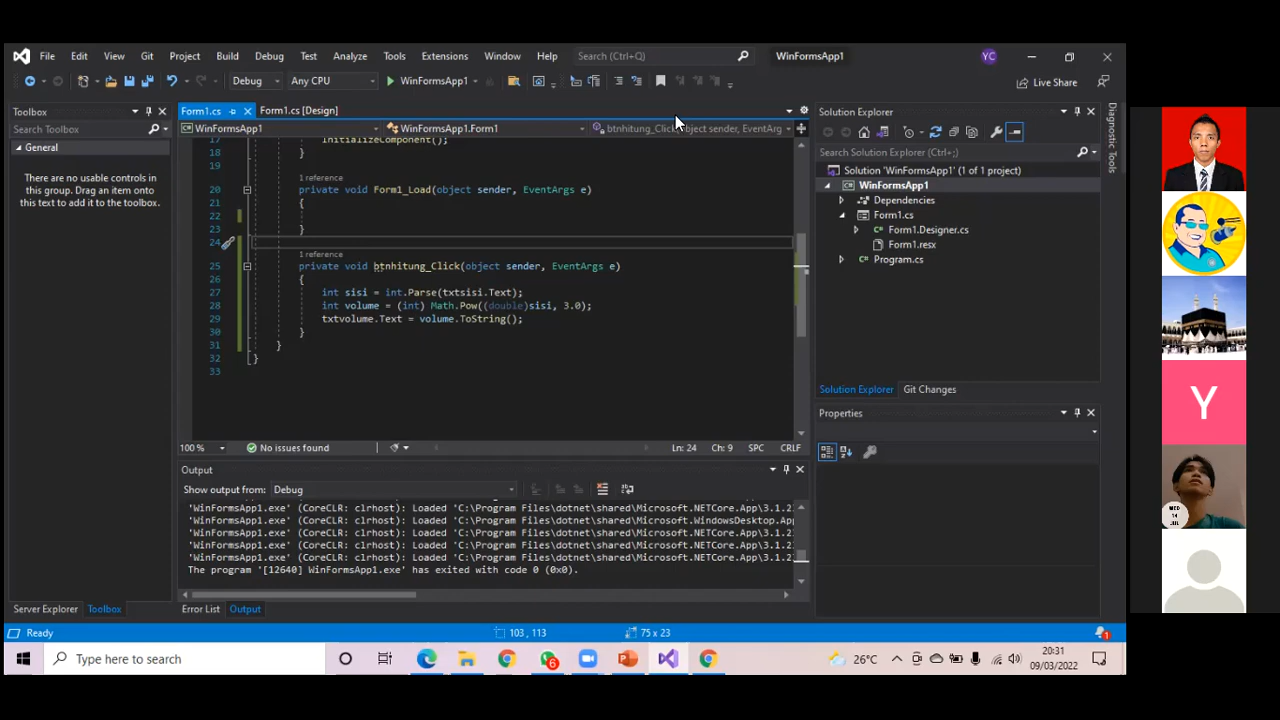 File Edit View Git Project Build Debug Test Analyze Tools Extensions Window Help Search (Ctrl+Q) WinFormsApp1 YC
Debug Any CPU WinFormsApp1 Live Share
Toolbox
Search Toolbox
General
There are no usable controls in
this group. Drag an item onto
this text to add it to the toolbox.
Server Explorer Toolbox
Form1.cs Form1.cs [Design]
WinFormsApp1 WinFormsApp1.Form1 btnhitung_Click(object sender, EventArg
17 InitializeComponent();
18 }
19
1 reference
20 private void Form1_Load(object sender, EventArgs e)
21 {
22
23 }
24
1 reference
25 private void btnhitung_Click(object sender, EventArgs e)
26 {
27 int sisi = int.Parse(txtsisi.Text);
28 int volume = (int) Math.Pow((double)sisi, 3.0);
29 txtvolume.Text = volume.ToString();
30 }
31 }
32 }
33
100 % No issues found Ln: 24 Ch: 9 SPC CRLF
Output
Show output from: Debug
'WinFormsApp1.exe' (CoreCLR: clrhost): Loaded 'C:\Program Files\dotnet\shared\Microsoft.NETCore.App\3.1.2
'WinFormsApp1.exe' (CoreCLR: clrhost): Loaded 'C:\Program Files\dotnet\shared\Microsoft.WindowsDesktop.Ap
'WinFormsApp1.exe' (CoreCLR: clrhost): Loaded 'C:\Program Files\dotnet\shared\Microsoft.NETCore.App\3.1.2
'WinFormsApp1.exe' (CoreCLR: clrhost): Loaded 'C:\Program Files\dotnet\shared\Microsoft.NETCore.App\3.1.2
'WinFormsApp1.exe' (CoreCLR: clrhost): Loaded 'C:\Program Files\dotnet\shared\Microsoft.NETCore.App\3.1.2
The program '[12640] WinFormsApp1.exe' has exited with code 0 (0x0).
Error List Output
Solution Explorer
Search Solution Explorer (Ctrl+;)
Solution 'WinFormsApp1' (1 of 1 project)
WinFormsApp1
Dependencies
Form1.cs
Form1.Designer.cs
Form1.resx
Program.cs
Solution Explorer Git Changes
Properties
Diagnostic Tools
Ready 103 , 113 75 x 23 1
Type here to search 6 26°C 20:31
09/03/2022
Y
WED
14
JUL